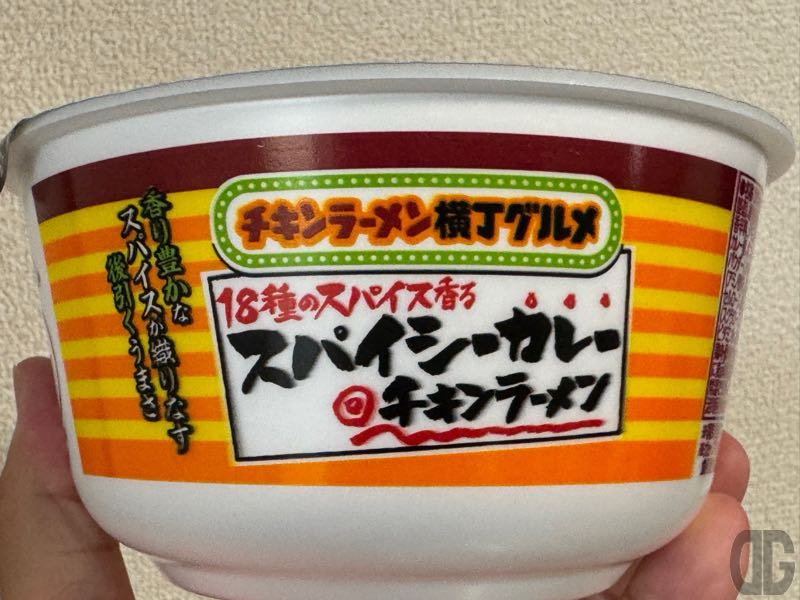 チキンラーメン横丁グルメ
18種のスパイス香る
スパイシーカレー
チキンラーメン
香り豊かな
スパイスが織りなす
後引くうまさ
DG